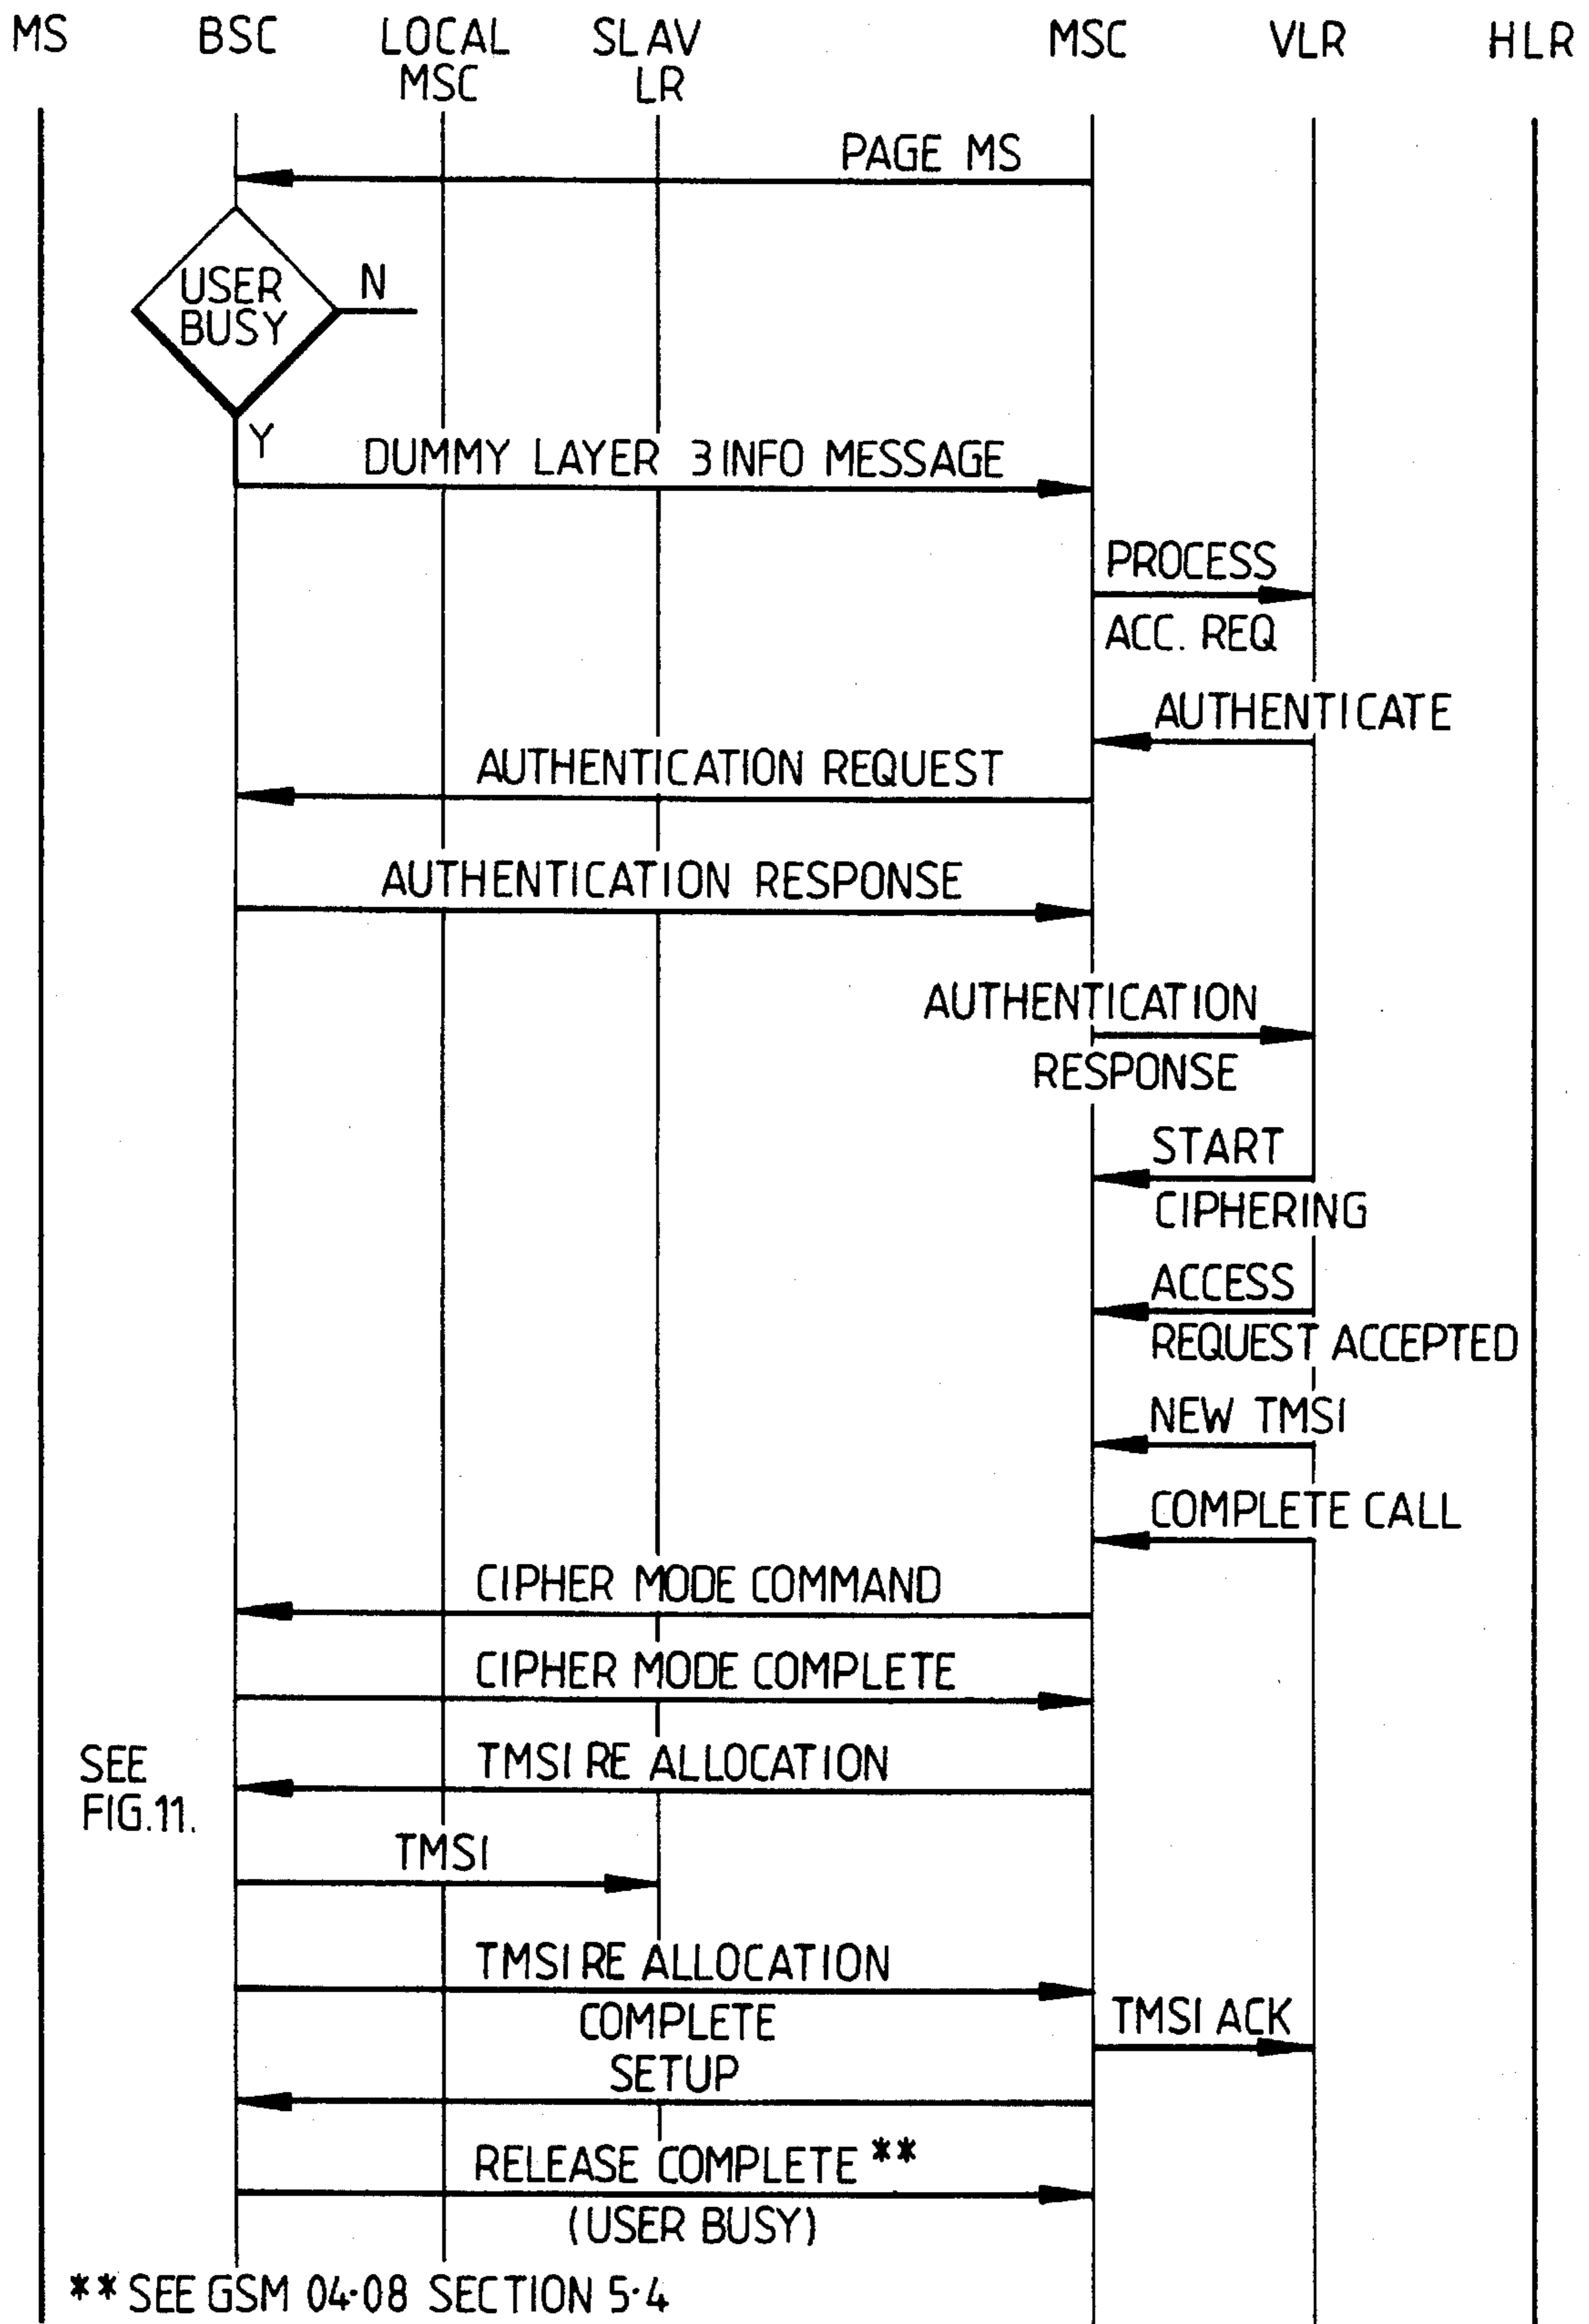 MS BSC LOCAL SLAV MSC VLR HLR
MSC LR
PAGE MS
USER N
BUSY
Y
DUMMY LAYER 3 INFO MESSAGE
PROCESS
ACC. REQ
AUTHENTICATE
AUTHENTICATION REQUEST
AUTHENTICATION RESPONSE
AUTHENTICATION
RESPONSE
START
CIPHERING
ACCESS
REQUEST ACCEPTED
NEW TMSI
COMPLETE CALL
CIPHER MODE COMMAND
CIPHER MODE COMPLETE
SEE
FIG.11.
TMSI RE ALLOCATION
TMSI
TMSI RE ALLOCATION
COMPLETE
TMSI ACK
SETUP
RELEASE COMPLETE **
(USER BUSY)
** SEE GSM 04·08 SECTION 5·4